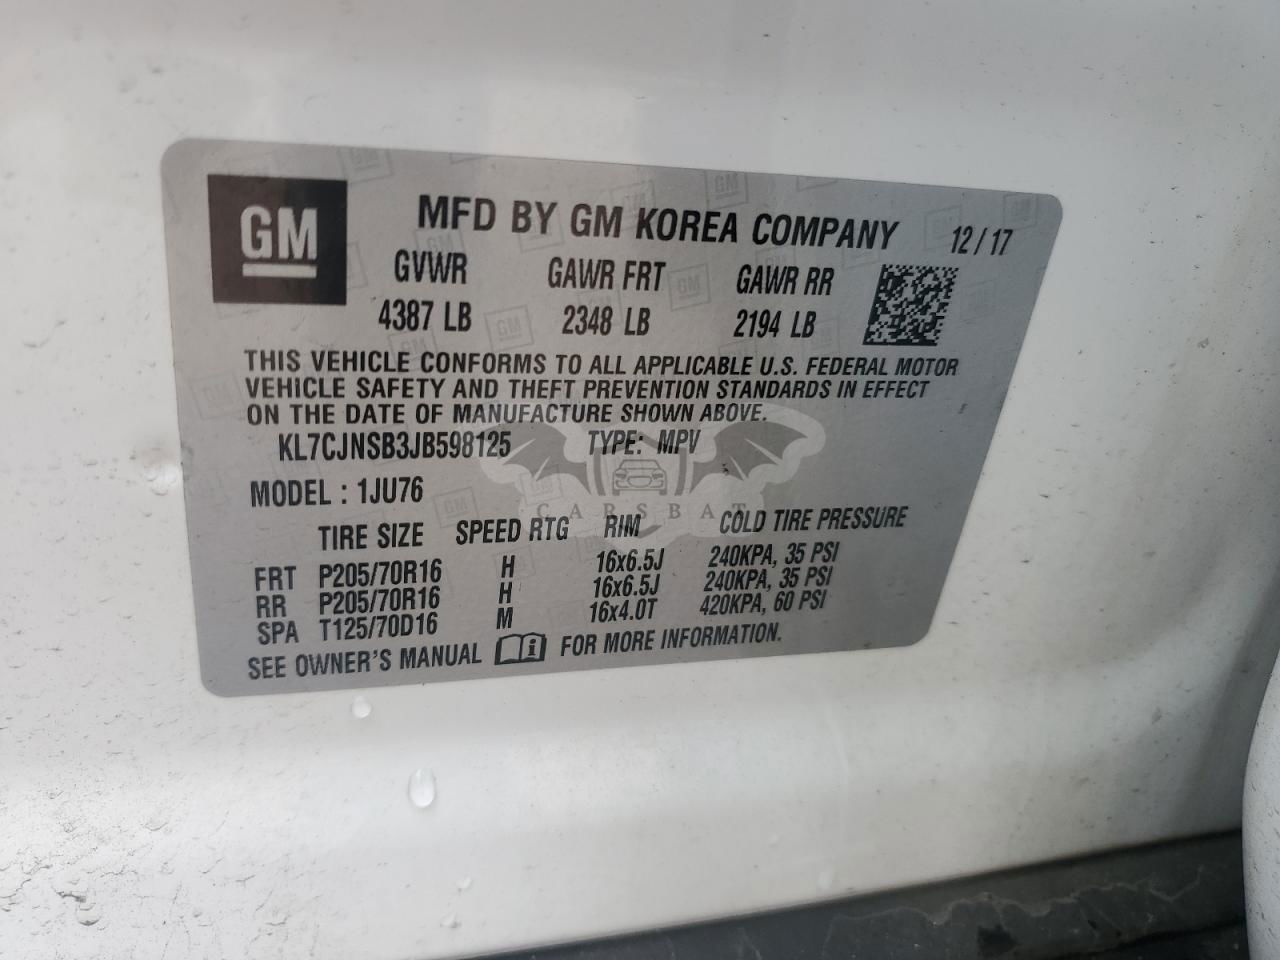 GM
MFD BY GM KOREA COMPANY 12/17
GVWR GAWR FRT GAWR RR
4387 LB 2348 LB 2194 LB
THIS VEHICLE CONFORMS TO ALL APPLICABLE U.S. FEDERAL MOTOR
VEHICLE SAFETY AND THEFT PREVENTION STANDARDS IN EFFECT
ON THE DATE OF MANUFACTURE SHOWN ABOVE.
KL7CJNSB3JB598125 TYPE: MPV
MODEL : 1JU76
CARSBAT
TIRE SIZE SPEED RTG RIM COLD TIRE PRESSURE
FRT P205/70R16 H 16x6.5J 240KPA, 35 PSI
RR P205/70R16 H 16x6.5J 240KPA, 35 PSI
SPA T125/70D16 M 16x4.0T 420KPA, 60 PSI
SEE OWNER'S MANUAL i FOR MORE INFORMATION.